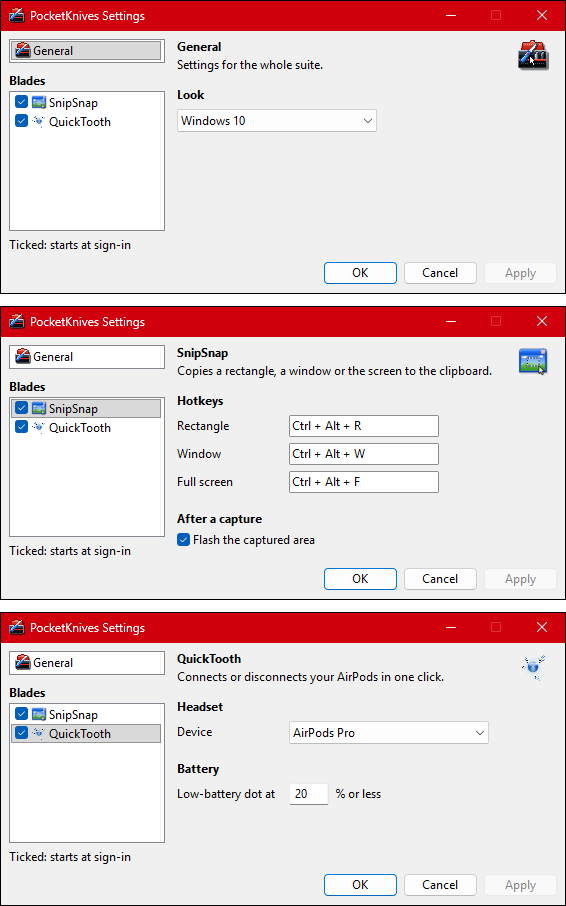 PocketKnives Settings
General
General
Settings for the whole suite.
Blades
SnipSnap
QuickTooth
Look
Windows 10
Ticked: starts at sign-in
OK Cancel Apply
PocketKnives Settings
General
SnipSnap
Copies a rectangle, a window or the screen to the clipboard.
Blades
SnipSnap
QuickTooth
Hotkeys
Rectangle Ctrl + Alt + R
Window Ctrl + Alt + W
Full screen Ctrl + Alt + F
After a capture
Flash the captured area
Ticked: starts at sign-in
OK Cancel Apply
PocketKnives Settings
General
QuickTooth
Connects or disconnects your AirPods in one click.
Blades
SnipSnap
QuickTooth
Headset
Device AirPods Pro
Battery
Low-battery dot at 20 % or less
Ticked: starts at sign-in
OK Cancel Apply